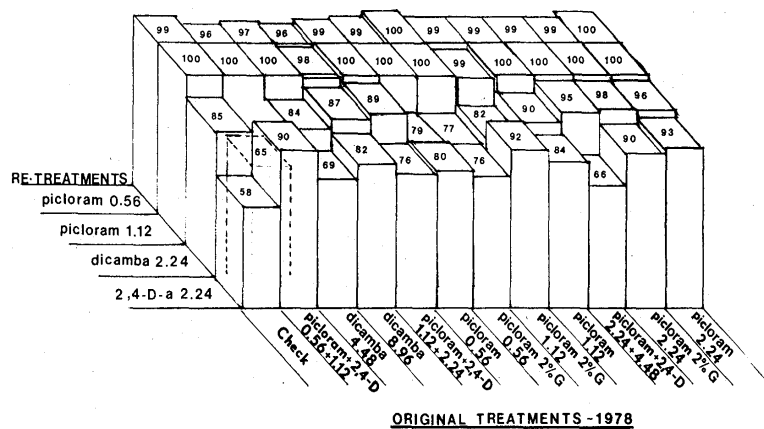 99 96 97 96 99 99 100 99 99 99 99 100
100 100 100 98 100 100 100 99 100 100 100 100
85 65 84 87 89 79 77 82 90 95 98 96
58 90 69 82 76 80 76 92 84 66 90 93
RE-TREATMENTS
picloram 0.56
picloram 1.12
dicamba 2.24
2,4-D-a 2.24
Check
picloram+2,4-D
0.56+1.12
dicamba
4.48
dicamba
8.96
picloram+2,4-D
1.12+2.24
picloram
0.56
picloram 2%G
0.56
picloram 2%G
1.12
picloram
1.12
picloram+2,4-D
2.24+4.48
picloram 2%G
2.24
picloram
2.24
ORIGINAL TREATMENTS-1978